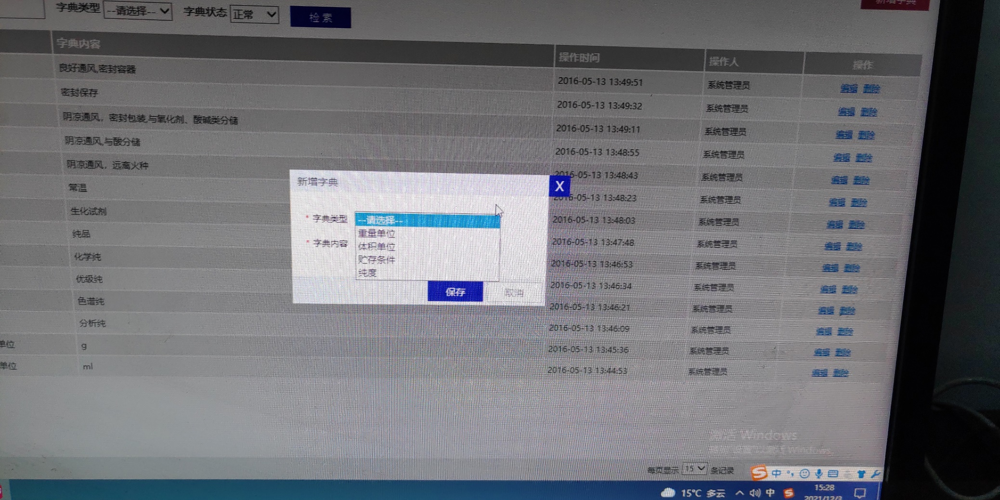 字典类型 --请选择-- 字典状态 正常 检索 新增字典
字典内容 操作时间 操作人 操作
良好通风,密封容器 2016-05-13 13:49:51 系统管理员 编辑 删除
密封保存 2016-05-13 13:49:32 系统管理员 编辑 删除
阴凉通风，密封包装,与氧化剂、酸碱类分储 2016-05-13 13:49:11 系统管理员 编辑 删除
阴凉通风,与酸分储 2016-05-13 13:48:55 系统管理员 编辑 删除
阴凉通风，远离火种 2016-05-13 13:48:43 系统管理员 编辑 删除
常温 2016-05-13 13:48:23 系统管理员 编辑 删除
生化试剂 2016-05-13 13:48:03 系统管理员 编辑 删除
纯品 2016-05-13 13:47:48 系统管理员 编辑 删除
化学纯 2016-05-13 13:46:53 系统管理员 编辑 删除
优级纯 2016-05-13 13:46:34 系统管理员 编辑 删除
色谱纯 2016-05-13 13:46:21 系统管理员 编辑 删除
分析纯 2016-05-13 13:46:09 系统管理员 编辑 删除
单位 g 2016-05-13 13:45:36 系统管理员 编辑 删除
单位 ml 2016-05-13 13:44:53 系统管理员 编辑 删除
新增字典 X
* 字典类型 --请选择--
重量单位
* 字典内容 体积单位
贮存条件
纯度
保存 取消
激活 Windows
每页显示 15 条记录
中
15℃ 多云 中 15:28
2021/12/3